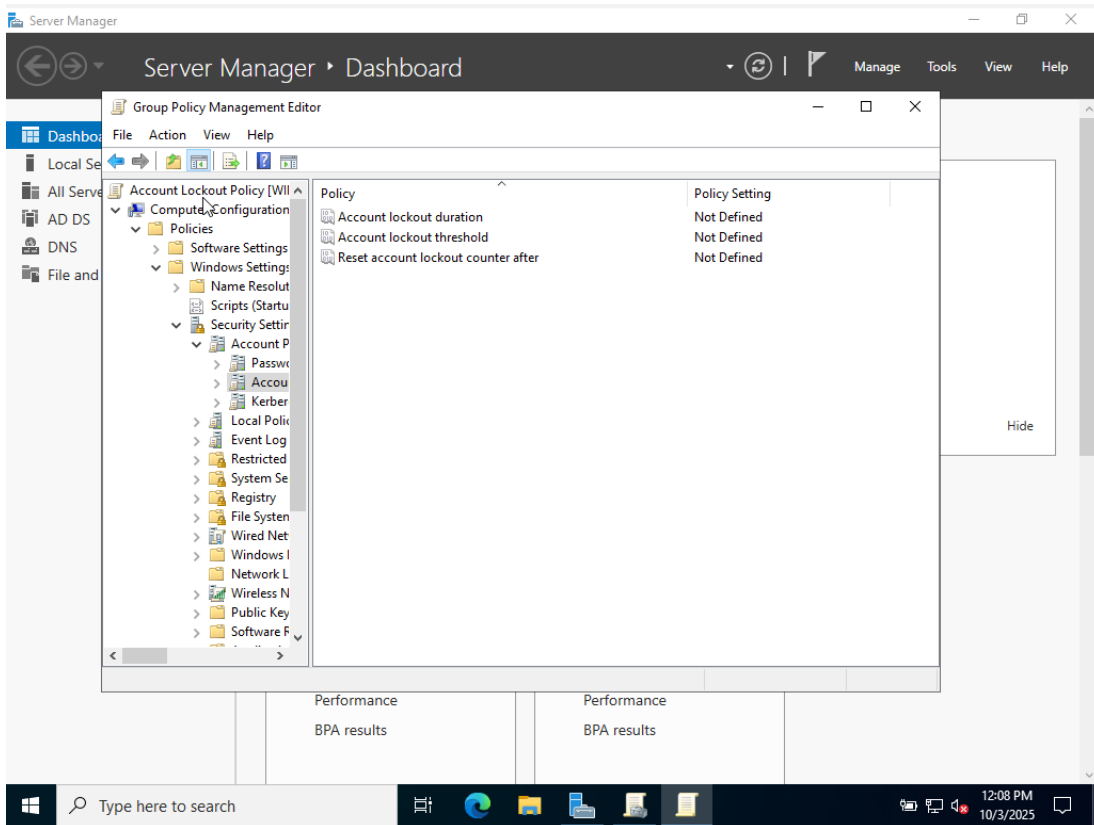 Server Manager
Server Manager • Dashboard
Manage Tools View Help
Group Policy Management Editor
File Action View Help
Dashboa
Local Se
All Serve
AD DS
DNS
File and
Account Lockout Policy [WII
Computer Configuration
Policies
Software Settings
Windows Settings
Name Resolut
Scripts (Startu
Security Settin
Account P
Passwo
Accou
Kerber
Local Polic
Event Log
Restricted
System Se
Registry
File System
Wired Net
Windows I
Network L
Wireless N
Public Key
Software R
Policy Policy Setting
Account lockout duration Not Defined
Account lockout threshold Not Defined
Reset account lockout counter after Not Defined
Hide
Performance Performance
BPA results BPA results
Type here to search
12:08 PM
10/3/2025